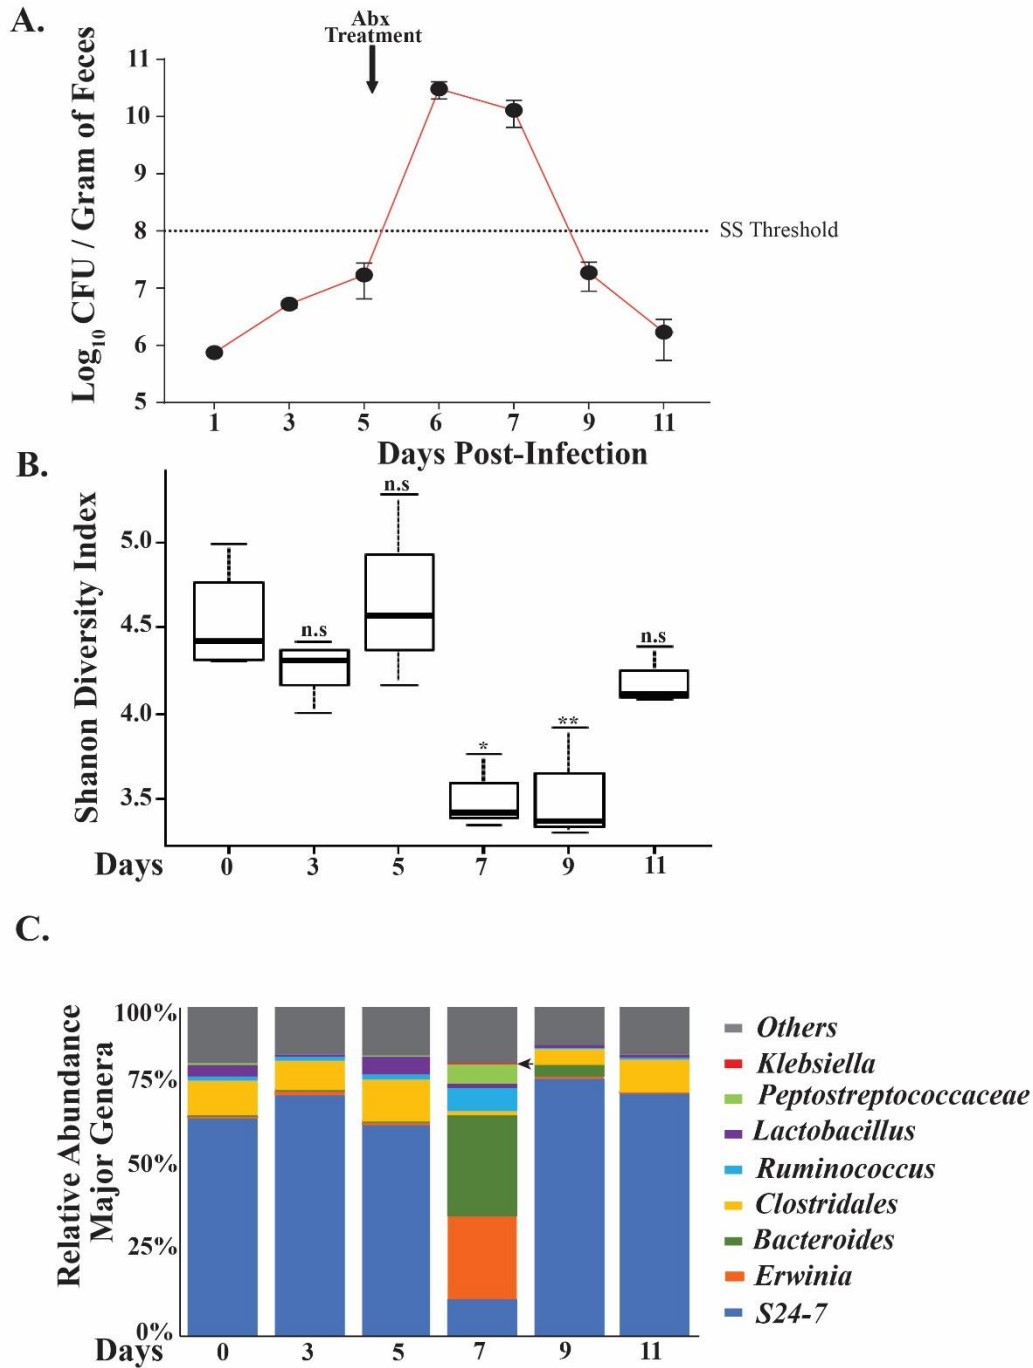 A.
Abx
Treatment
Log10 CFU / Gram of Feces
11
10
9
8
7
6
5
SS Threshold
1 3 5 6 7 9 11
Days Post-Infection
B.
Shanon Diversity Index
5.0
4.5
4.0
3.5
n.s
n.s
*
**
n.s
Days 0 3 5 7 9 11
C.
Relative Abundance
Major Genera
100%
75%
50%
25%
0%
Days 0 3 5 7 9 11
Others
Klebsiella
Peptostreptococcaceae
Lactobacillus
Ruminococcus
Clostridales
Bacteroides
Erwinia
S24-7